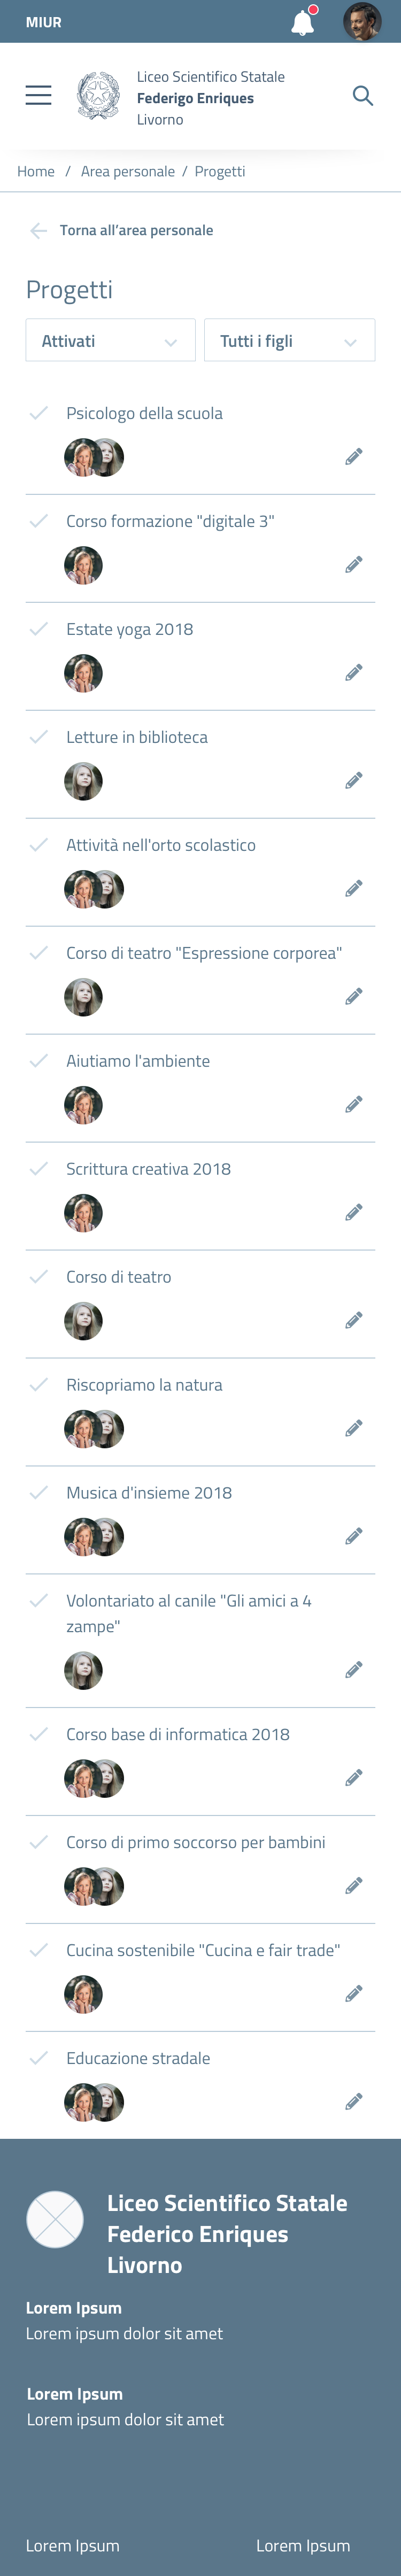 MIUR
Liceo Scientifico Statale
Federigo Enriques
Livorno
Home / Area personale / Progetti
Torna all’area personale
Progetti
Attivati
Tutti i figli
Psicologo della scuola
Corso formazione "digitale 3"
Estate yoga 2018
Letture in biblioteca
Attività nell'orto scolastico
Corso di teatro "Espressione corporea"
Aiutiamo l'ambiente
Scrittura creativa 2018
Corso di teatro
Riscopriamo la natura
Musica d'insieme 2018
Volontariato al canile "Gli amici a 4
zampe"
Corso base di informatica 2018
Corso di primo soccorso per bambini
Cucina sostenibile "Cucina e fair trade"
Educazione stradale
Liceo Scientifico Statale
Federico Enriques
Livorno
Lorem Ipsum
Lorem ipsum dolor sit amet
Lorem Ipsum
Lorem ipsum dolor sit amet
Lorem Ipsum
Lorem Ipsum